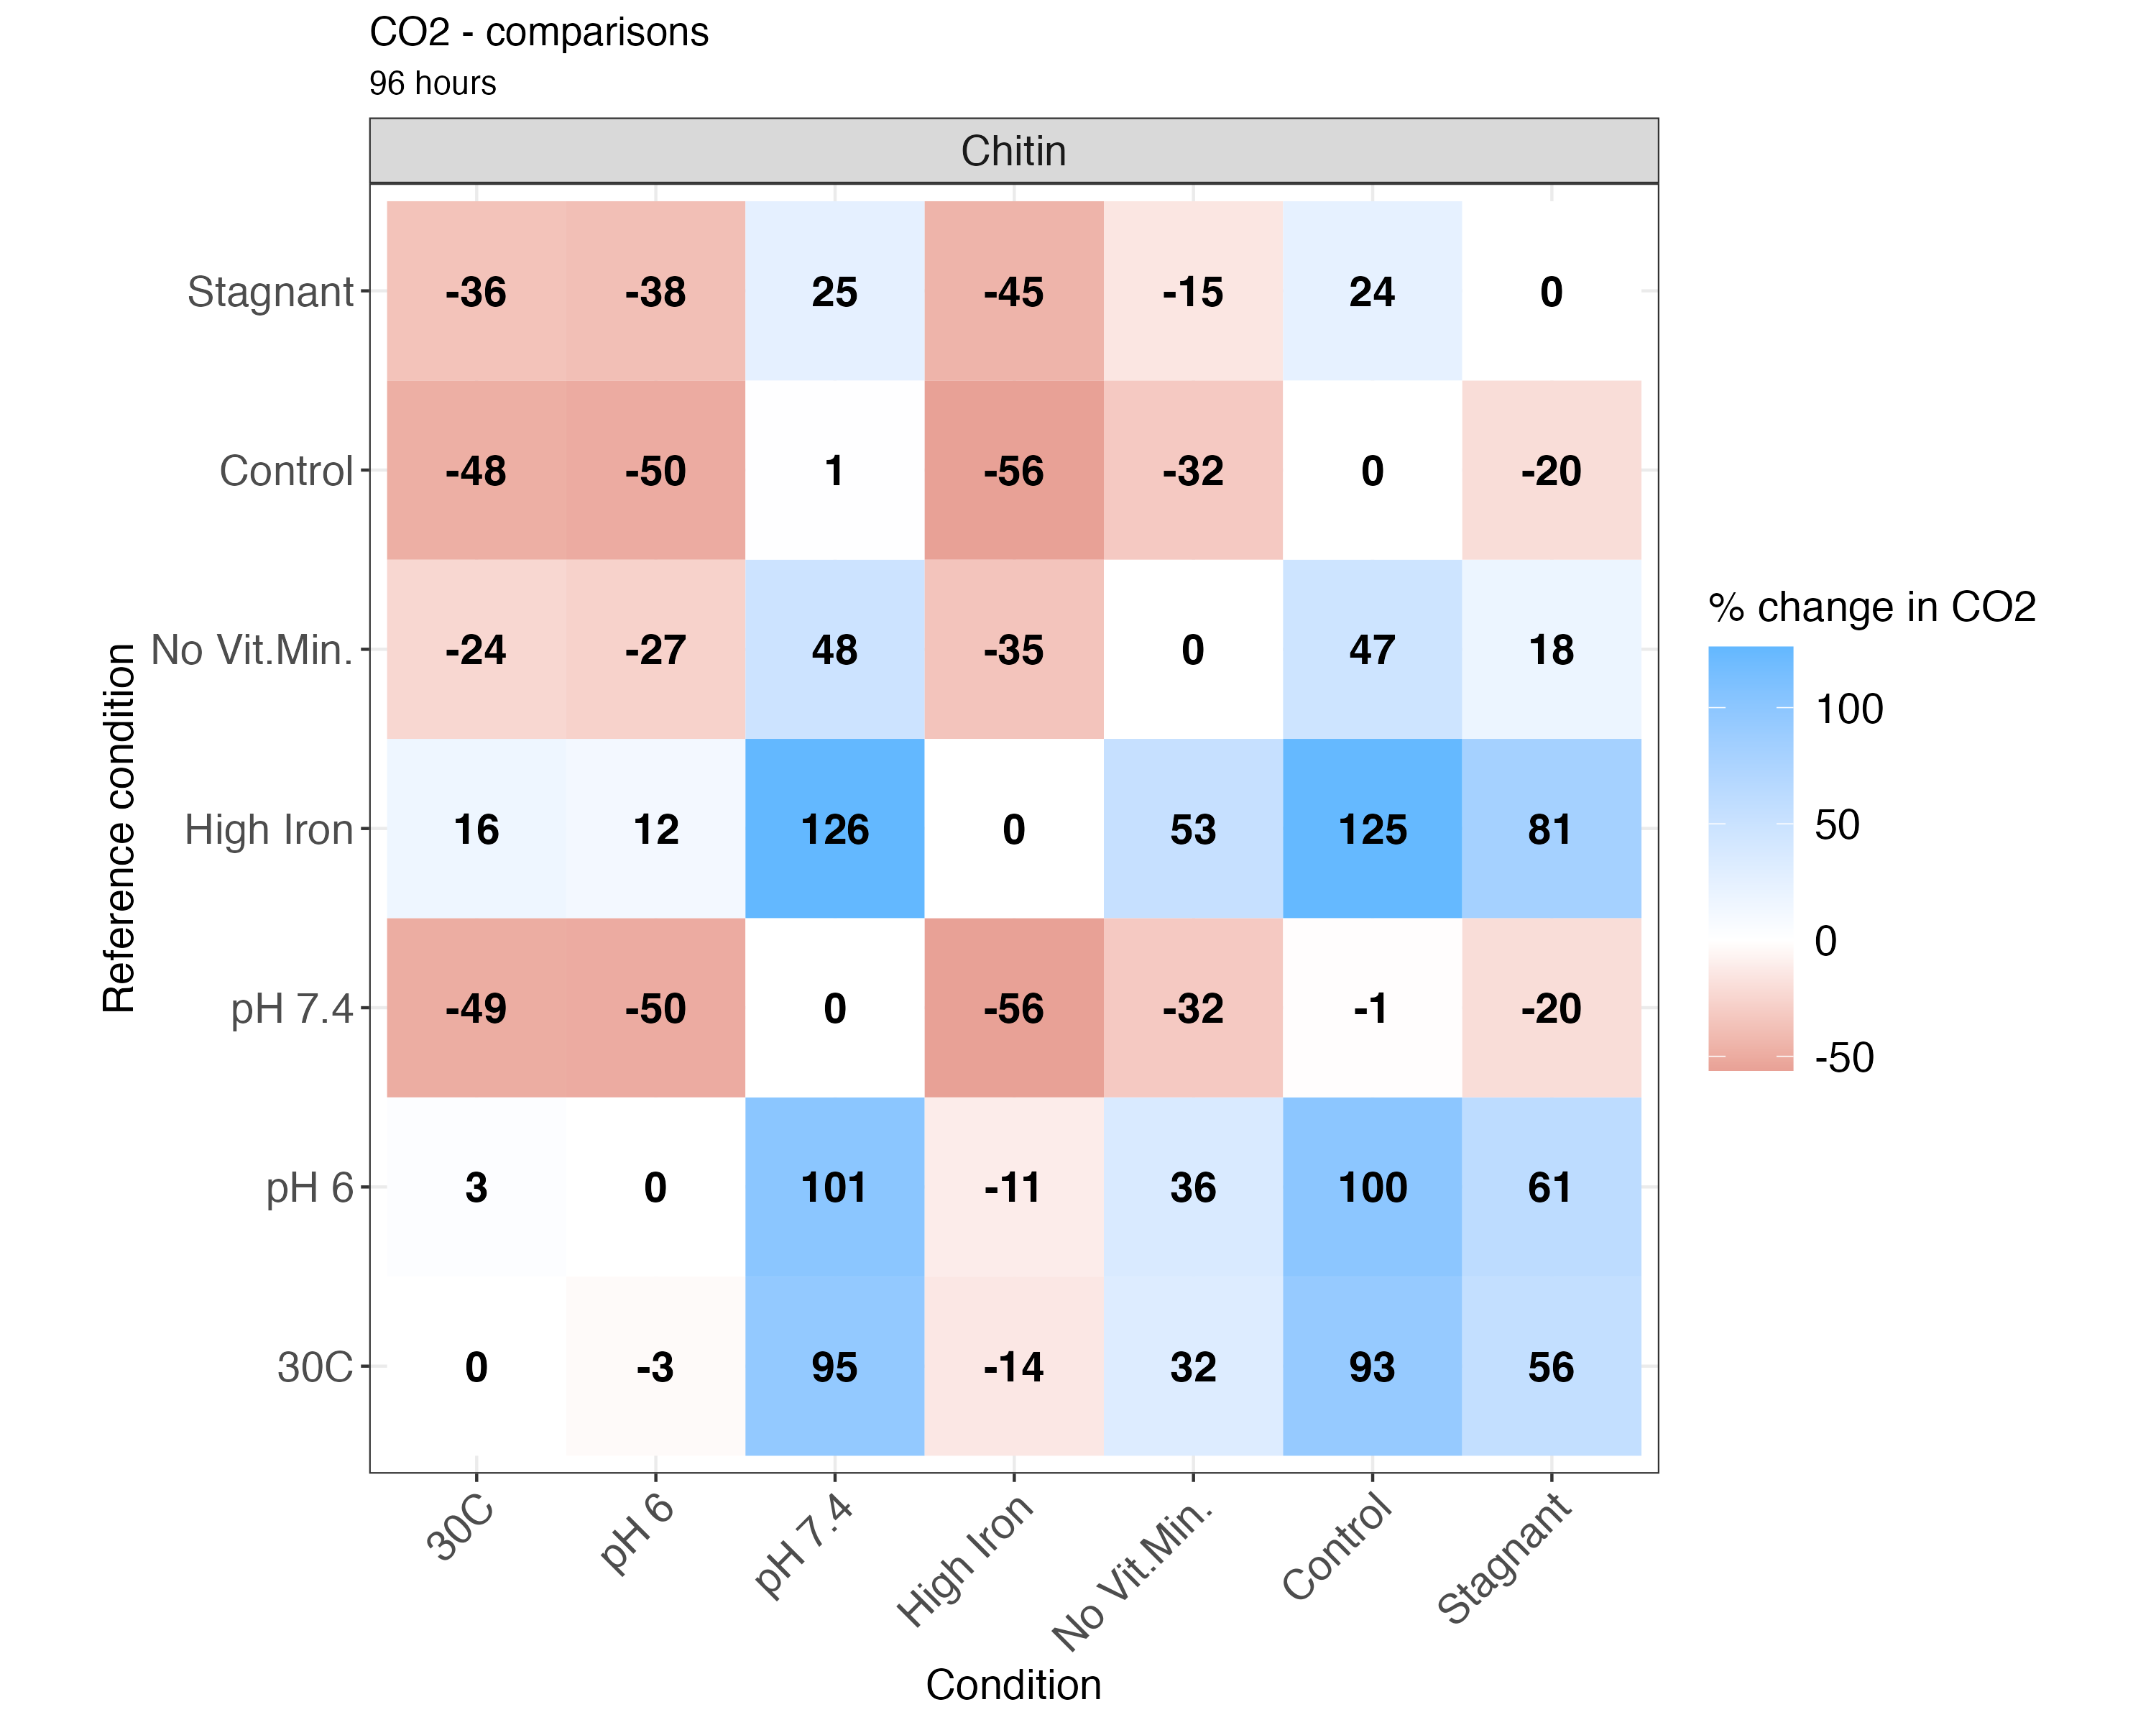 CO2 - comparisons
96 hours
Chitin
Stagnant -36 -38 25 -45 -15 24 0
Control -48 -50 1 -56 -32 0 -20
No Vit.Min. -24 -27 48 -35 0 47 18
High Iron 16 12 126 0 53 125 81
pH 7.4 -49 -50 0 -56 -32 -1 -20
pH 6 3 0 101 -11 36 100 61
30C 0 -3 95 -14 32 93 56
30C pH 6 pH 7.4 High Iron No Vit.Min. Control Stagnant
Condition
Reference condition
% change in CO2
100
50
0
-50